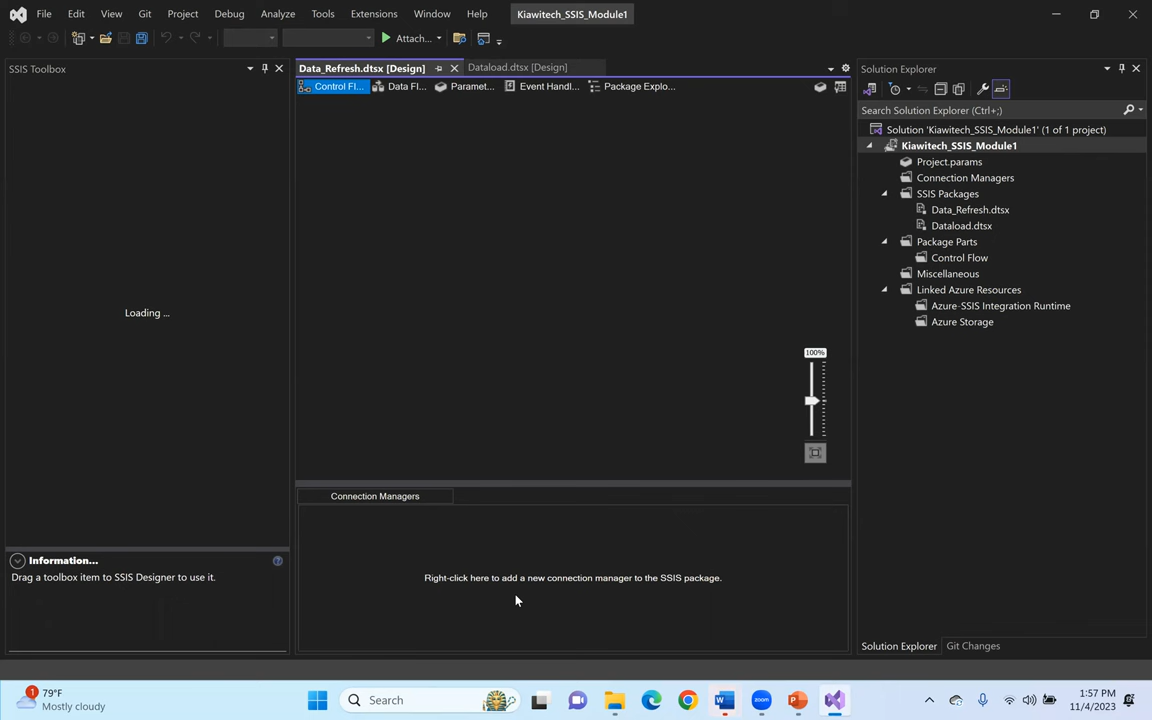 File Edit View Git Project Debug Analyze Tools Extensions Window Help Kiawitech_SSIS_Module1
Attach...
SSIS Toolbox
Loading ...
Information...
Drag a toolbox item to SSIS Designer to use it.
Data_Refresh.dtsx [Design] Dataload.dtsx [Design]
Control Fl... Data Fl... Paramet... Event Handl... Package Explo...
100%
Connection Managers
Right-click here to add a new connection manager to the SSIS package.
Solution Explorer
Search Solution Explorer (Ctrl+;)
Solution 'Kiawitech_SSIS_Module1' (1 of 1 project)
Kiawitech_SSIS_Module1
Project.params
Connection Managers
SSIS Packages
Data_Refresh.dtsx
Dataload.dtsx
Package Parts
Control Flow
Miscellaneous
Linked Azure Resources
Azure-SSIS Integration Runtime
Azure Storage
Solution Explorer Git Changes
1
79°F
Mostly cloudy
Search
1:57 PM
11/4/2023